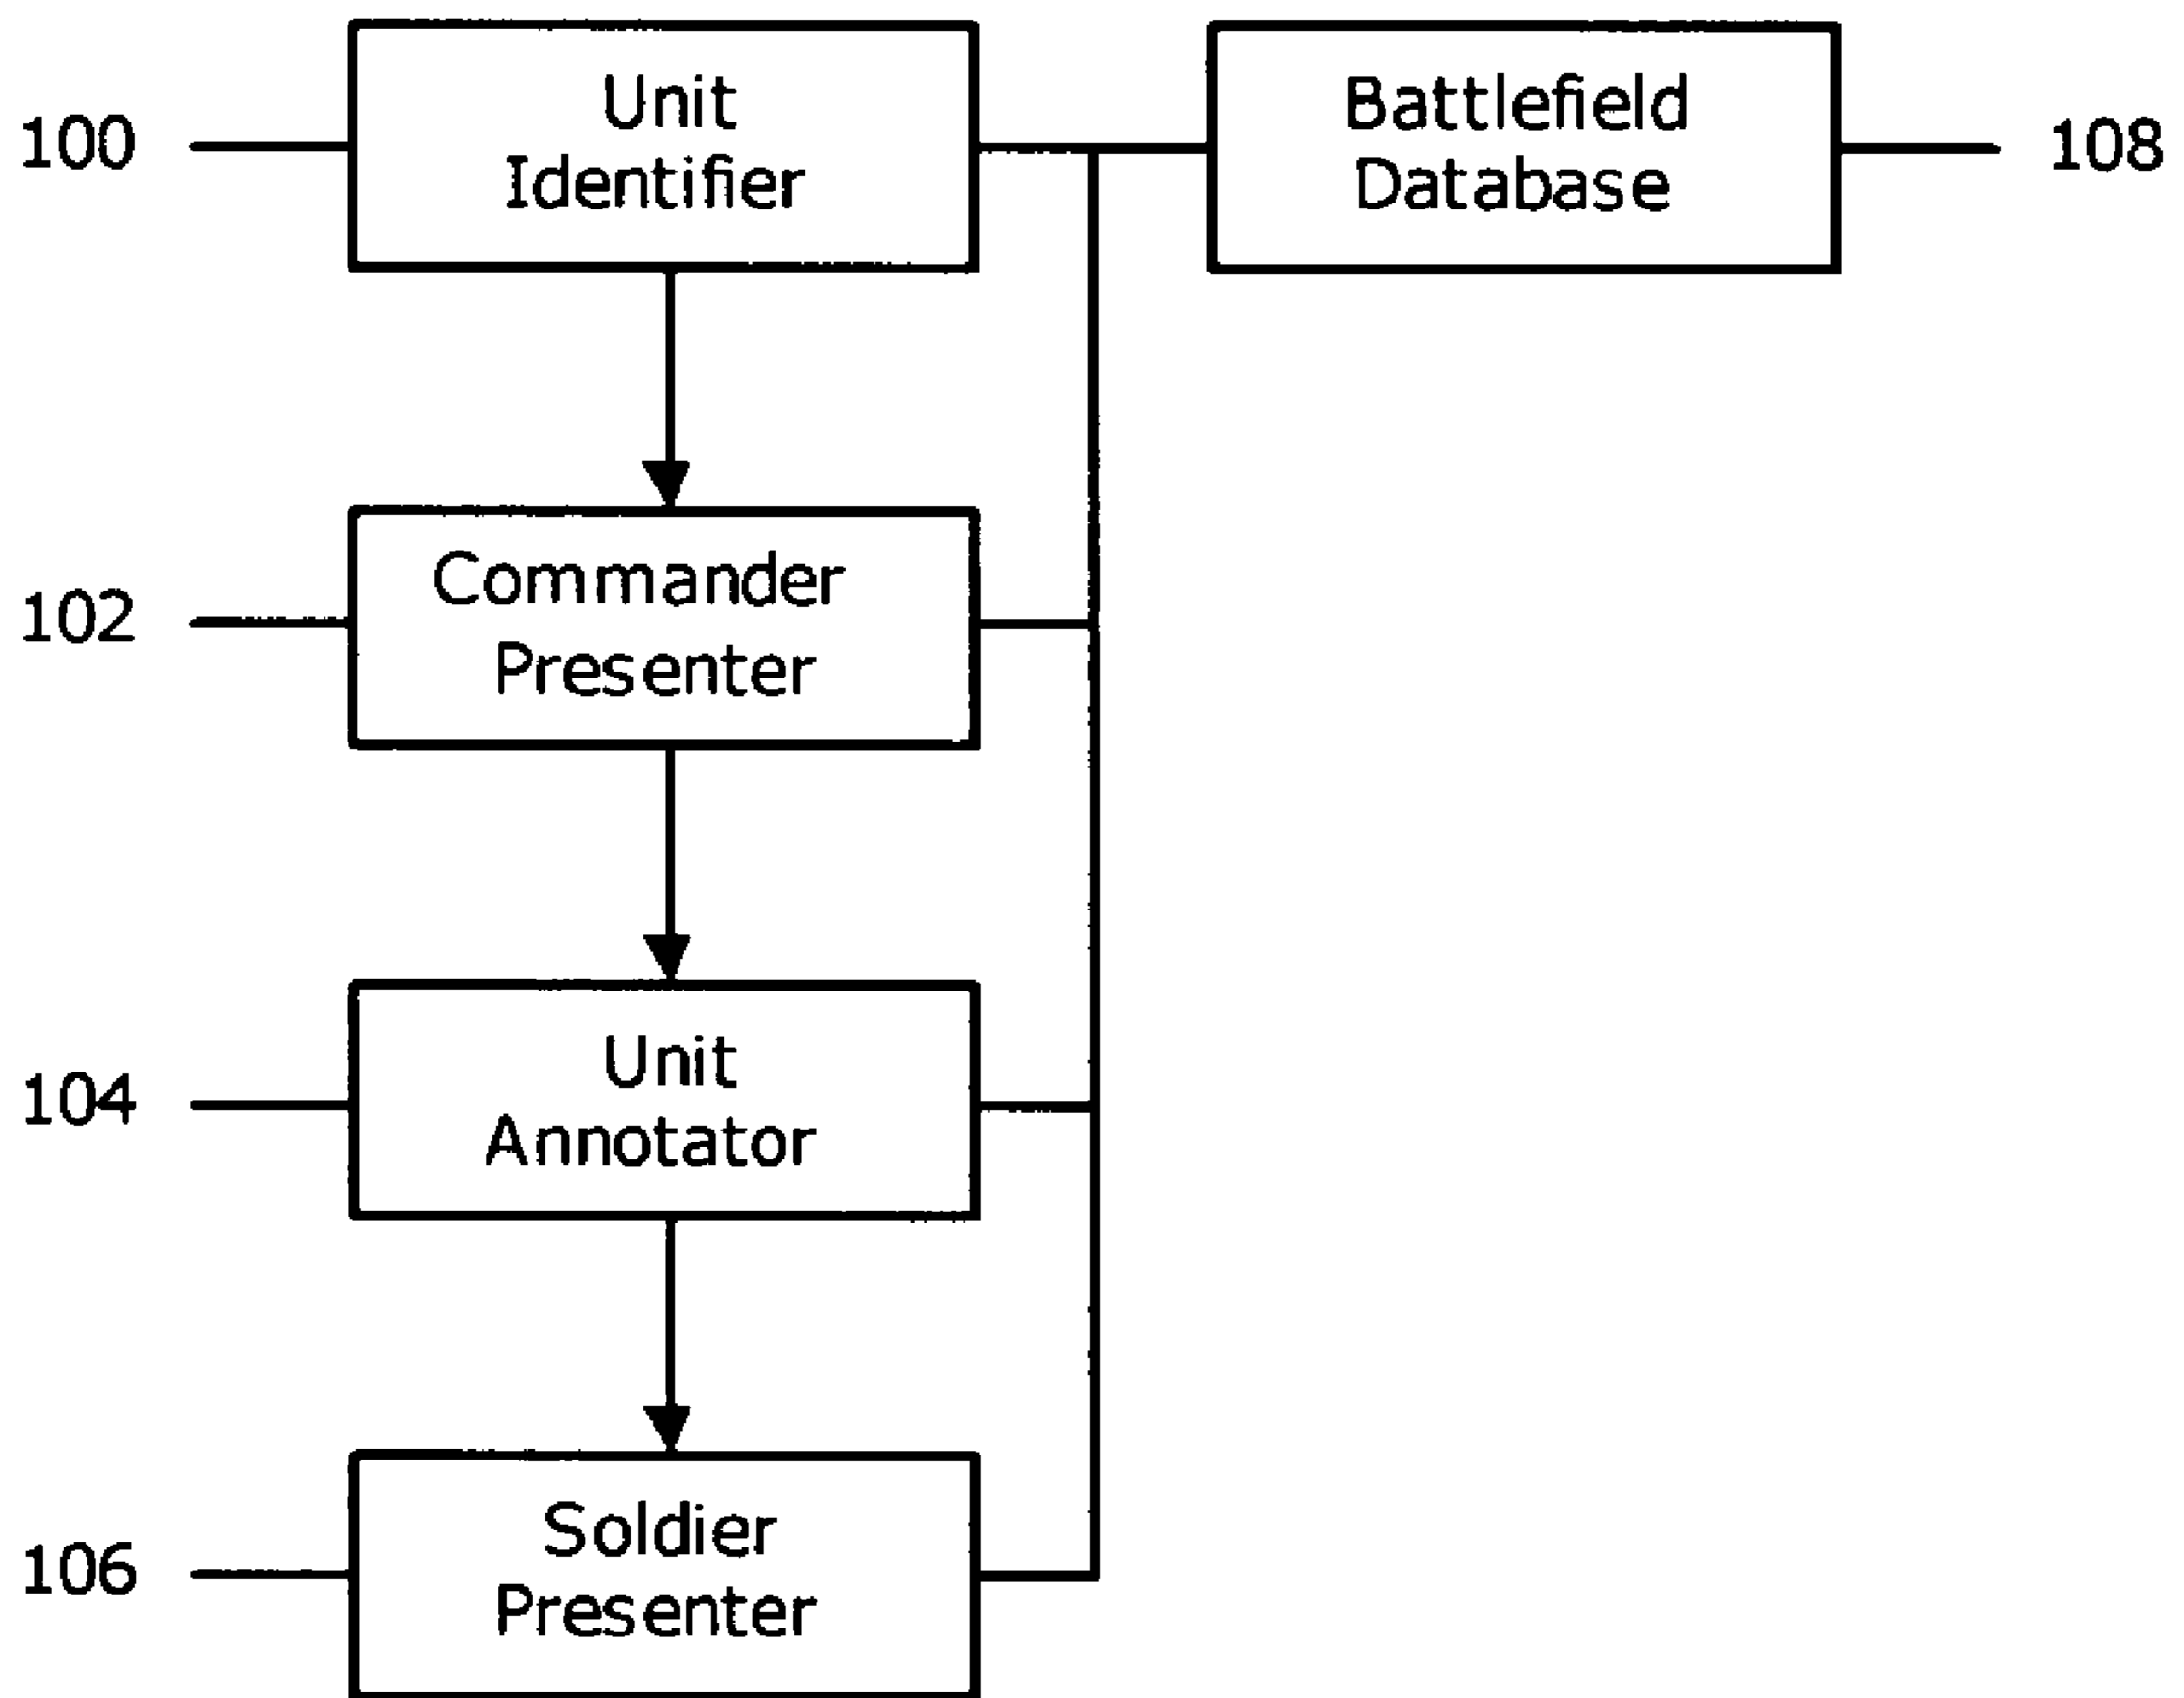 100
Unit
Identifier
Battlefield
Database
108
102
Commander
Presenter
104
Unit
Annotator
106
Soldier
Presenter